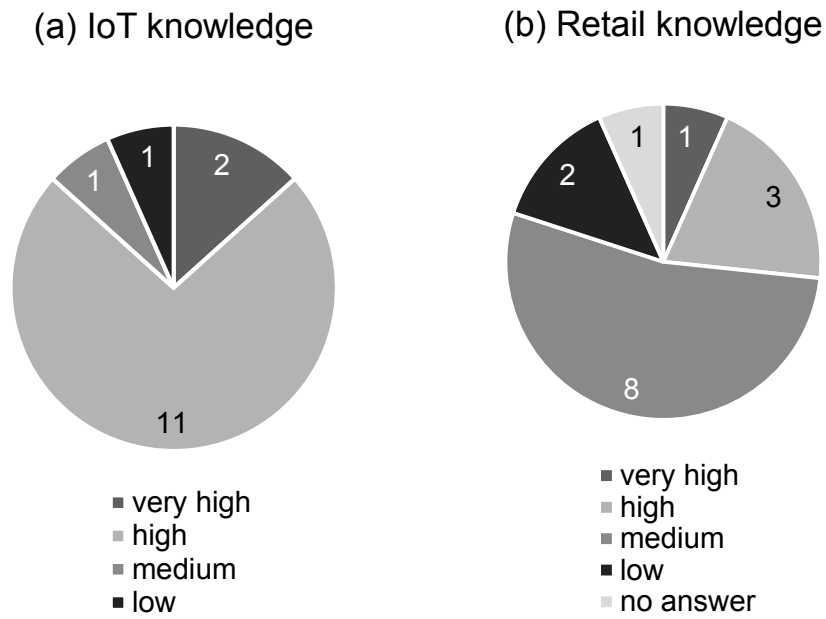 (a) IoT knowledge
1
1
2
11
very high
high
medium
low
(b) Retail knowledge
1
1
2
3
8
very high
high
medium
low
no answer